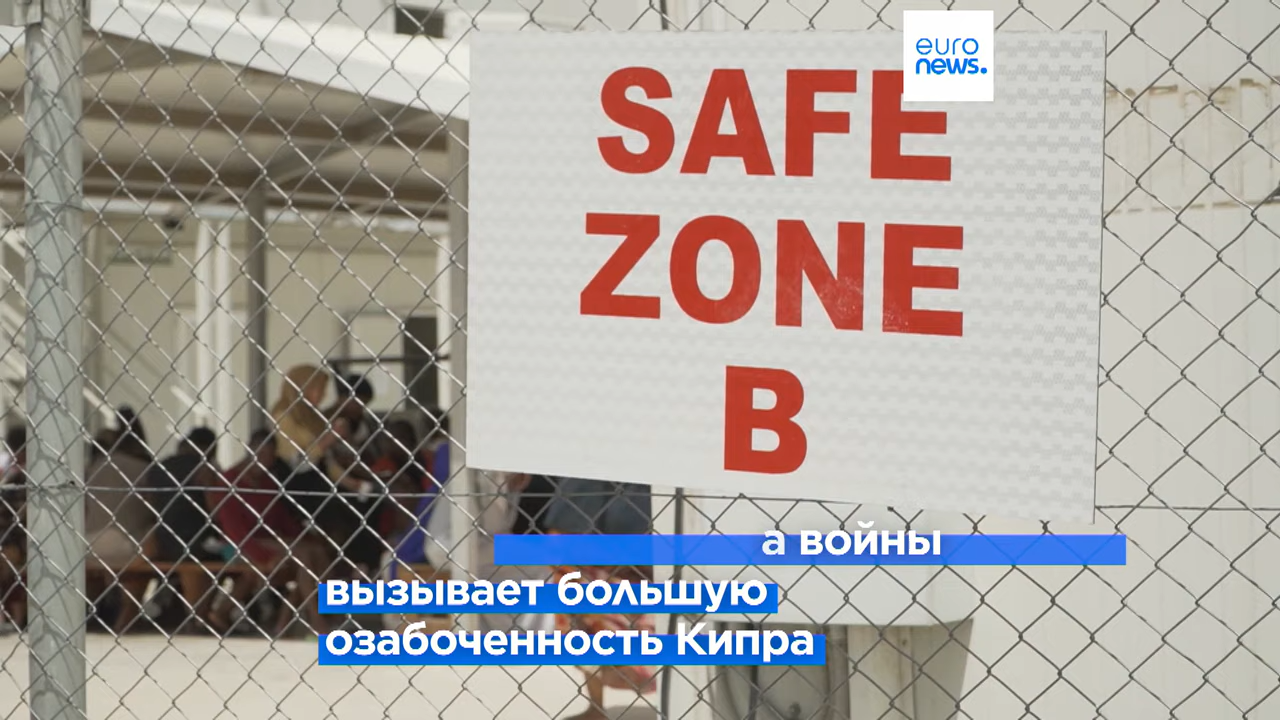 euro
news.
SAFE
ZONE
B
а войны
вызывает большую
озабоченность Кипра